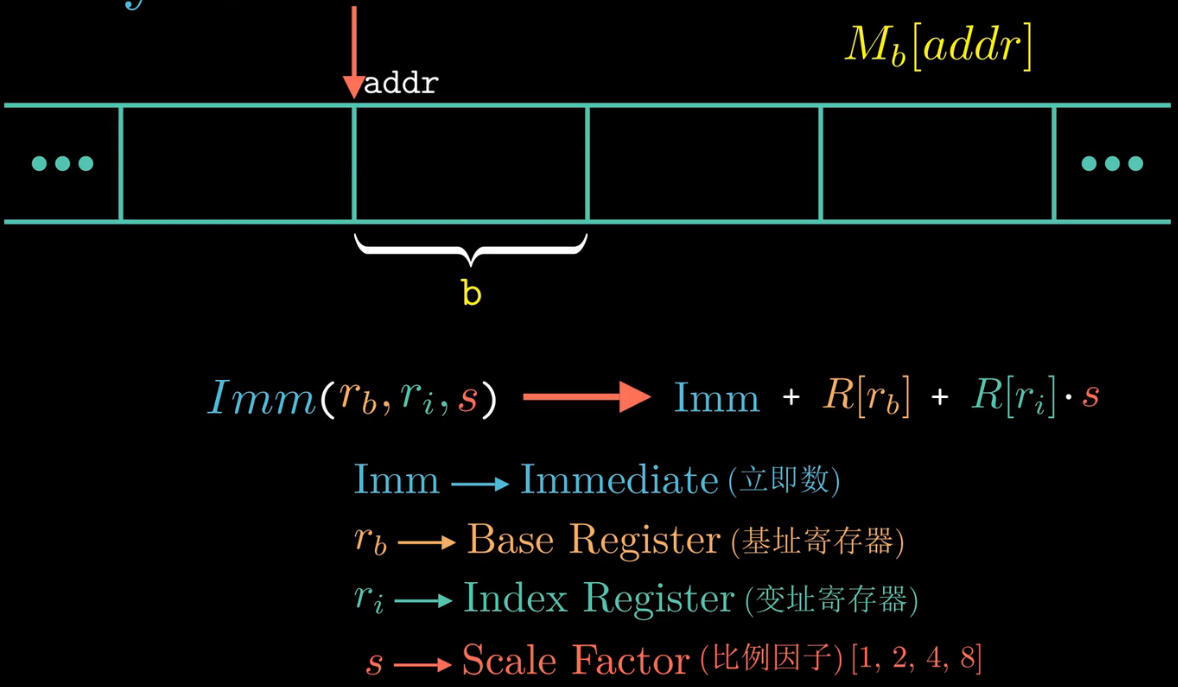 addr
M_b[addr]
•••
•••
b
Imm(r_b, r_i, s) → Imm + R[r_b] + R[r_i]·s
Imm → Immediate (立即数)
r_b → Base Register (基址寄存器)
r_i → Index Register (变址寄存器)
s → Scale Factor (比例因子) [1, 2, 4, 8]